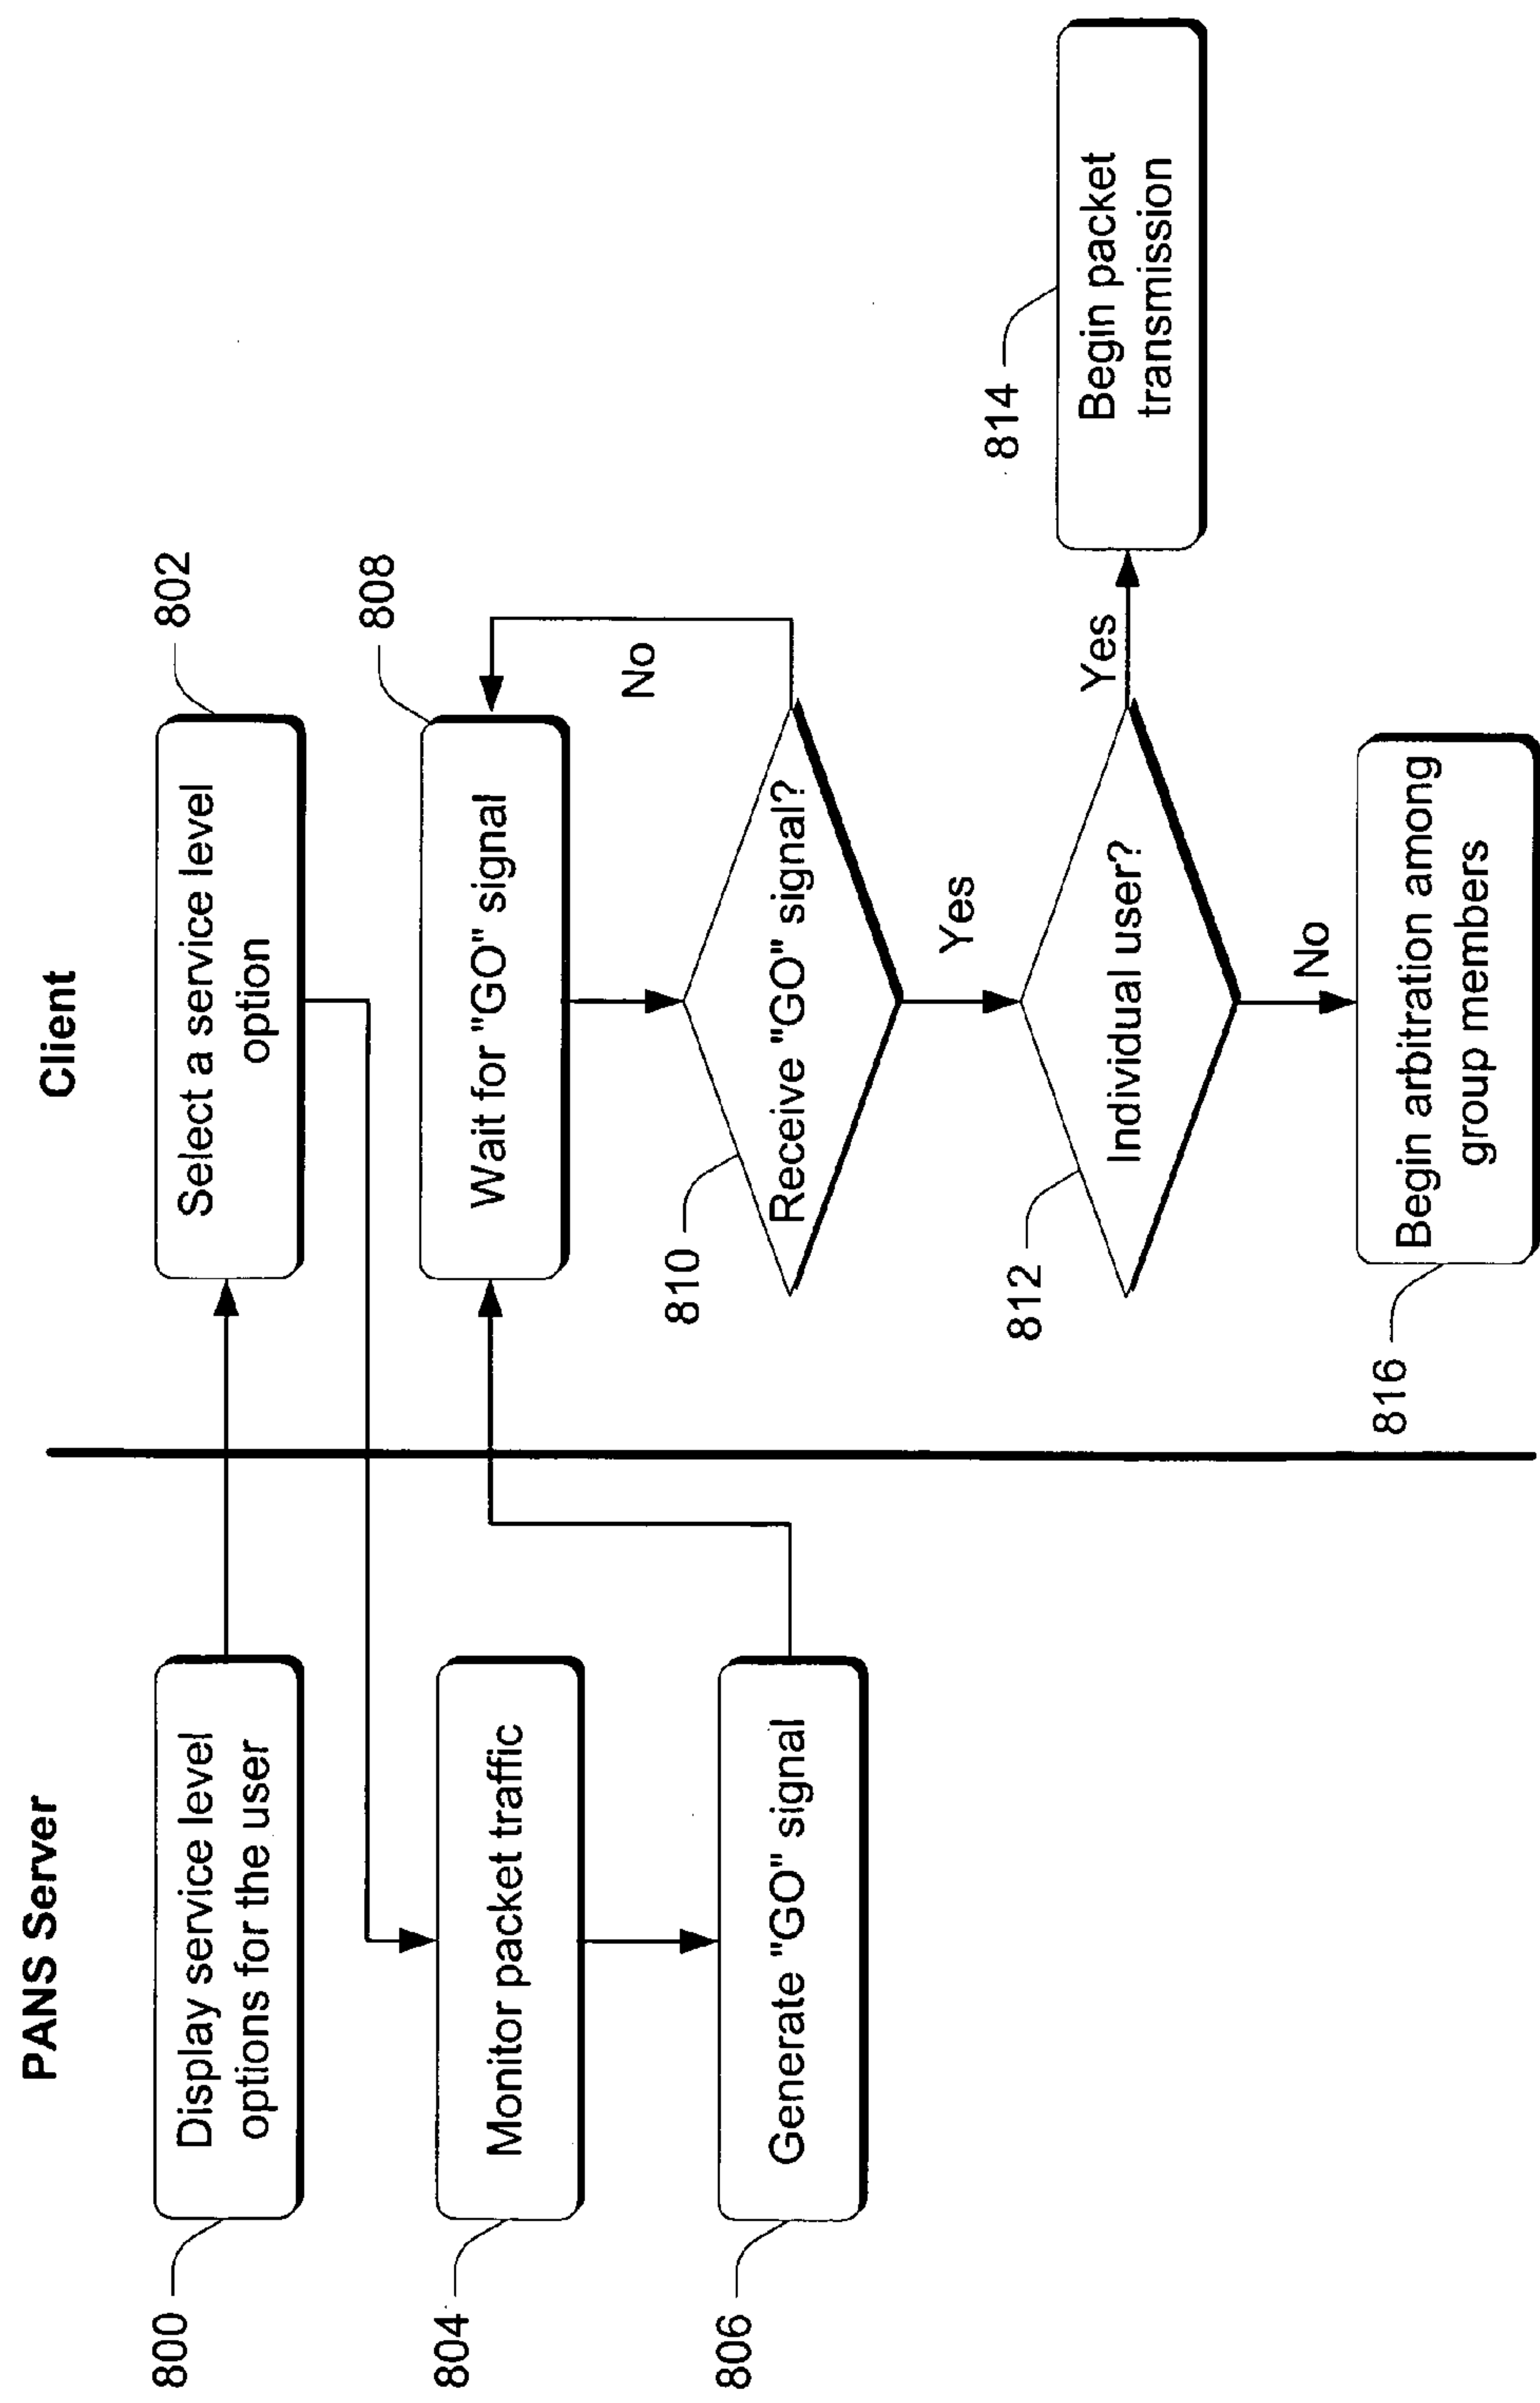 PANS Server
Client
800
Display service level
options for the user
802
Select a service level
option
804
Monitor packet traffic
806
Generate "GO" signal
808
Wait for "GO" signal
810
Receive "GO" signal?
No
Yes
812
Individual user?
Yes
814
Begin packet
transmission
No
816
Begin arbitration among
group members